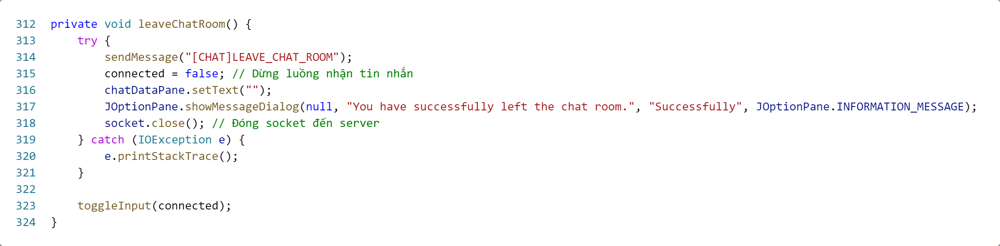 312 private void leaveChatRoom() {
313 try {
314 sendMessage("[CHAT]LEAVE_CHAT_ROOM");
315 connected = false; // Dừng luồng nhận tin nhắn
316 chatDataPane.setText("");
317 JOptionPane.showMessageDialog(null, "You have successfully left the chat room.", "Successfully", JOptionPane.INFORMATION_MESSAGE);
318 socket.close(); // Đóng socket đến server
319 } catch (IOException e) {
320 e.printStackTrace();
321 }
322
323 toggleInput(connected);
324 }